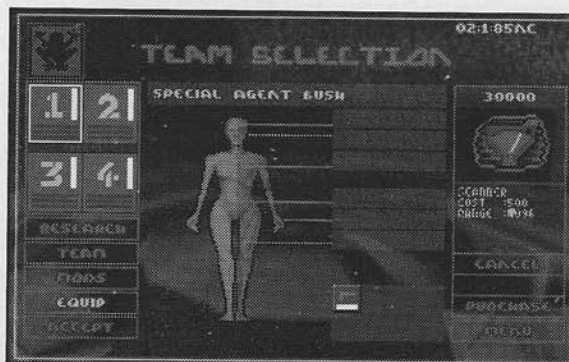 02:1:85NC
TEAM SELECTION
SPECIAL AGENT BUSH
1 2
3 4
RESEARCH
TEAM
MODS
EQUIP
ACCEPT
30000
SCANNER
COST :500
RANGE :
CANCEL
PURCHASE
MENU